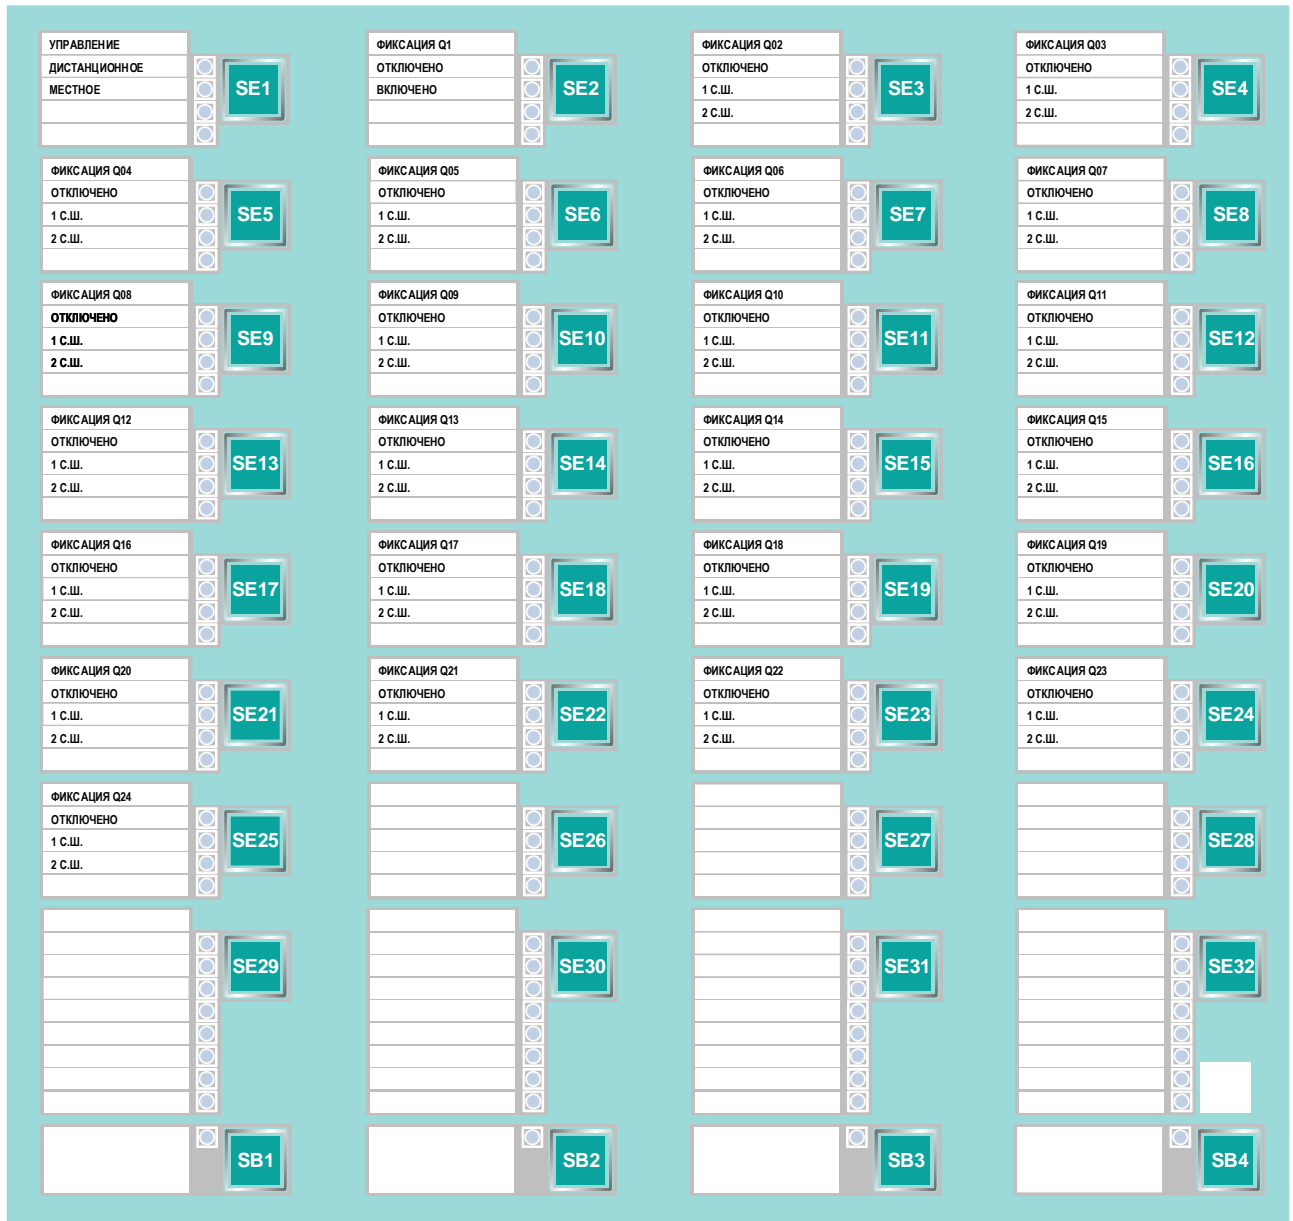 УПРАВЛЕНИЕ
ДИСТАНЦИОННОЕ
МЕСТНОЕ
SE1
ФИКСАЦИЯ Q1
ОТКЛЮЧЕНО
ВКЛЮЧЕНО
SE2
ФИКСАЦИЯ Q02
ОТКЛЮЧЕНО
1 С.Ш.
2 С.Ш.
SE3
ФИКСАЦИЯ Q03
ОТКЛЮЧЕНО
1 С.Ш.
2 С.Ш.
SE4
ФИКСАЦИЯ Q04
ОТКЛЮЧЕНО
1 С.Ш.
2 С.Ш.
SE5
ФИКСАЦИЯ Q05
ОТКЛЮЧЕНО
1 С.Ш.
2 С.Ш.
SE6
ФИКСАЦИЯ Q06
ОТКЛЮЧЕНО
1 С.Ш.
2 С.Ш.
SE7
ФИКСАЦИЯ Q07
ОТКЛЮЧЕНО
1 С.Ш.
2 С.Ш.
SE8
ФИКСАЦИЯ Q08
ОТКЛЮЧЕНО
1 С.Ш.
2 С.Ш.
SE9
ФИКСАЦИЯ Q09
ОТКЛЮЧЕНО
1 С.Ш.
2 С.Ш.
SE10
ФИКСАЦИЯ Q10
ОТКЛЮЧЕНО
1 С.Ш.
2 С.Ш.
SE11
ФИКСАЦИЯ Q11
ОТКЛЮЧЕНО
1 С.Ш.
2 С.Ш.
SE12
ФИКСАЦИЯ Q12
ОТКЛЮЧЕНО
1 С.Ш.
2 С.Ш.
SE13
ФИКСАЦИЯ Q13
ОТКЛЮЧЕНО
1 С.Ш.
2 С.Ш.
SE14
ФИКСАЦИЯ Q14
ОТКЛЮЧЕНО
1 С.Ш.
2 С.Ш.
SE15
ФИКСАЦИЯ Q15
ОТКЛЮЧЕНО
1 С.Ш.
2 С.Ш.
SE16
ФИКСАЦИЯ Q16
ОТКЛЮЧЕНО
1 С.Ш.
2 С.Ш.
SE17
ФИКСАЦИЯ Q17
ОТКЛЮЧЕНО
1 С.Ш.
2 С.Ш.
SE18
ФИКСАЦИЯ Q18
ОТКЛЮЧЕНО
1 С.Ш.
2 С.Ш.
SE19
ФИКСАЦИЯ Q19
ОТКЛЮЧЕНО
1 С.Ш.
2 С.Ш.
SE20
ФИКСАЦИЯ Q20
ОТКЛЮЧЕНО
1 С.Ш.
2 С.Ш.
SE21
ФИКСАЦИЯ Q21
ОТКЛЮЧЕНО
1 С.Ш.
2 С.Ш.
SE22
ФИКСАЦИЯ Q22
ОТКЛЮЧЕНО
1 С.Ш.
2 С.Ш.
SE23
ФИКСАЦИЯ Q23
ОТКЛЮЧЕНО
1 С.Ш.
2 С.Ш.
SE24
ФИКСАЦИЯ Q24
ОТКЛЮЧЕНО
1 С.Ш.
2 С.Ш.
SE25
SE26
SE27
SE28
SE29
SE30
SE31
SE32
SB1
SB2
SB3
SB4